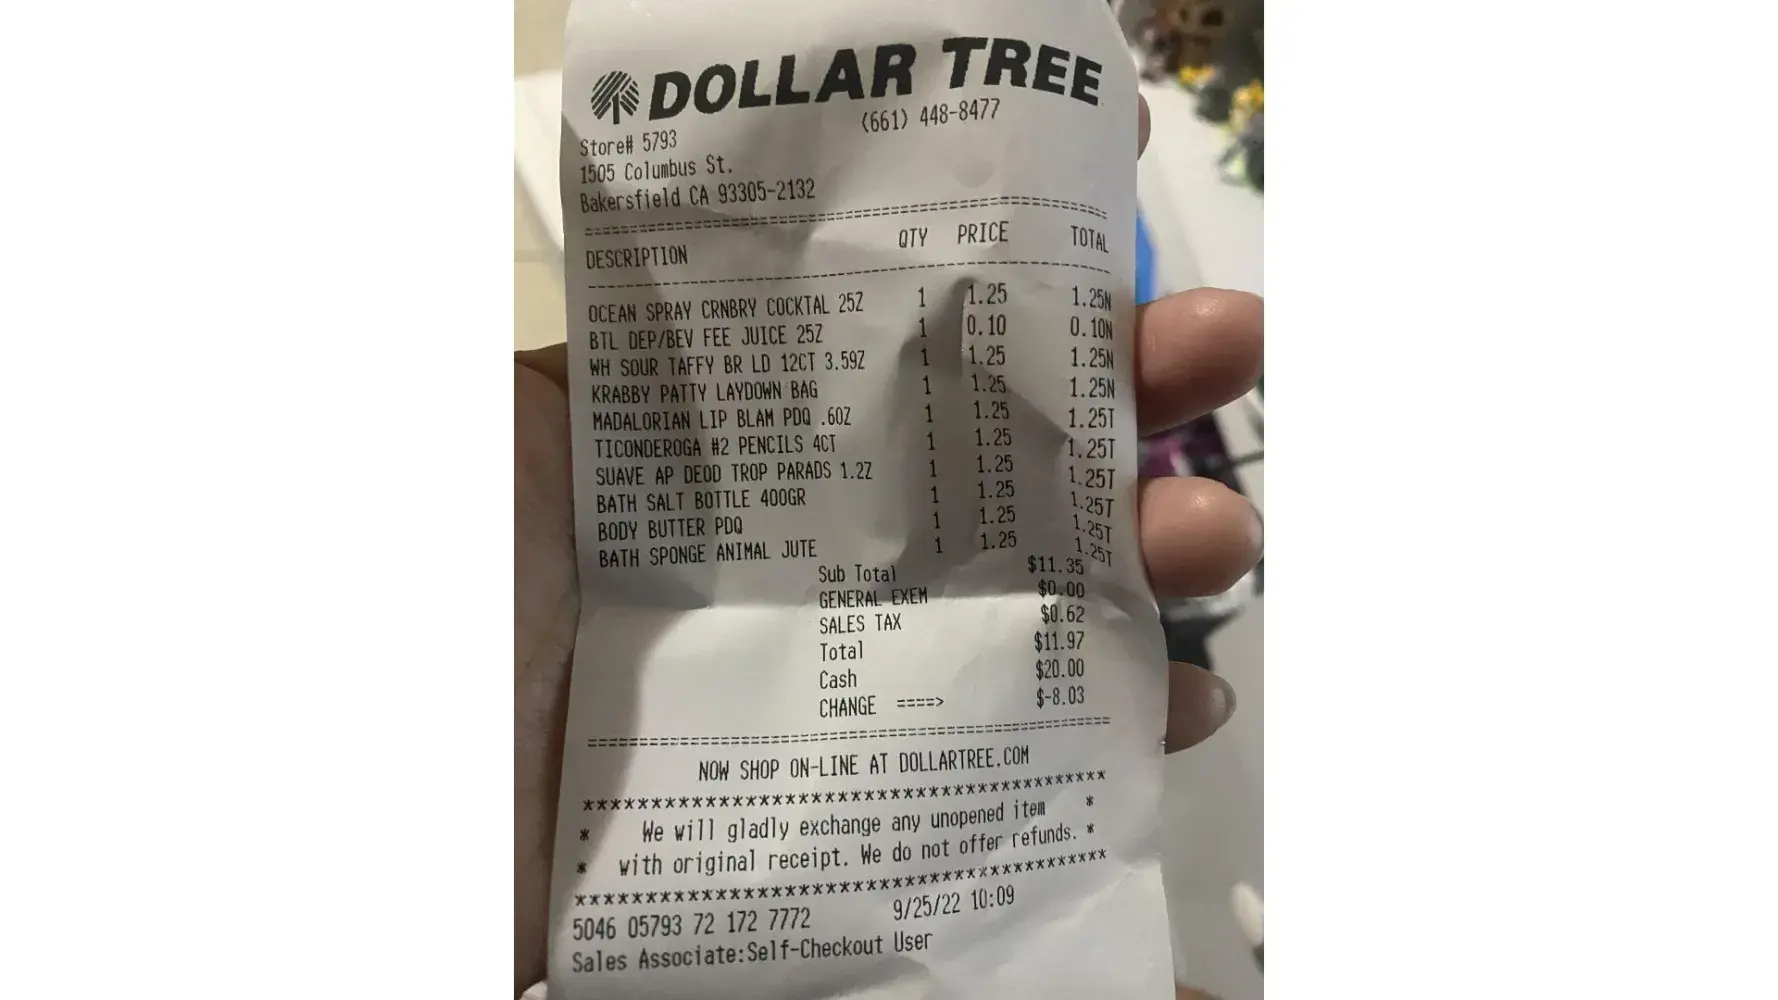 DOLLAR TREE
(661) 448-8477
Store# 5793
1505 Columbus St.
Bakersfield CA 93305-2132
==========================================
DESCRIPTION QTY PRICE TOTAL
------------------------------------------
OCEAN SPRAY CRNBRY COCKTAL 25Z 1 1.25 1.25N
BTL DEP/BEV FEE JUICE 25Z 1 0.10 0.10N
WH SOUR TAFFY BR LD 12CT 3.59Z 1 1.25 1.25N
KRABBY PATTY LAYDOWN BAG 1 1.25 1.25N
MADALORIAN LIP BLAM PDQ .60Z 1 1.25 1.25T
TICONDEROGA #2 PENCILS 4CT 1 1.25 1.25T
SUAVE AP DEOD TROP PARADS 1.2Z 1 1.25 1.25T
BATH SALT BOTTLE 400GR 1 1.25 1.25T
BODY BUTTER PDQ 1 1.25 1.25T
BATH SPONGE ANIMAL JUTE 1 1.25 1.25T
Sub Total $11.35
GENERAL EXEM $0.00
SALES TAX $0.62
Total $11.97
Cash $20.00
CHANGE ====> $-8.03
==========================================
NOW SHOP ON-LINE AT DOLLARTREE.COM
******************************************
* We will gladly exchange any unopened item *
* with original receipt. We do not offer refunds. *
******************************************
5046 05793 72 172 7772 9/25/22 10:09
Sales Associate:Self-Checkout User